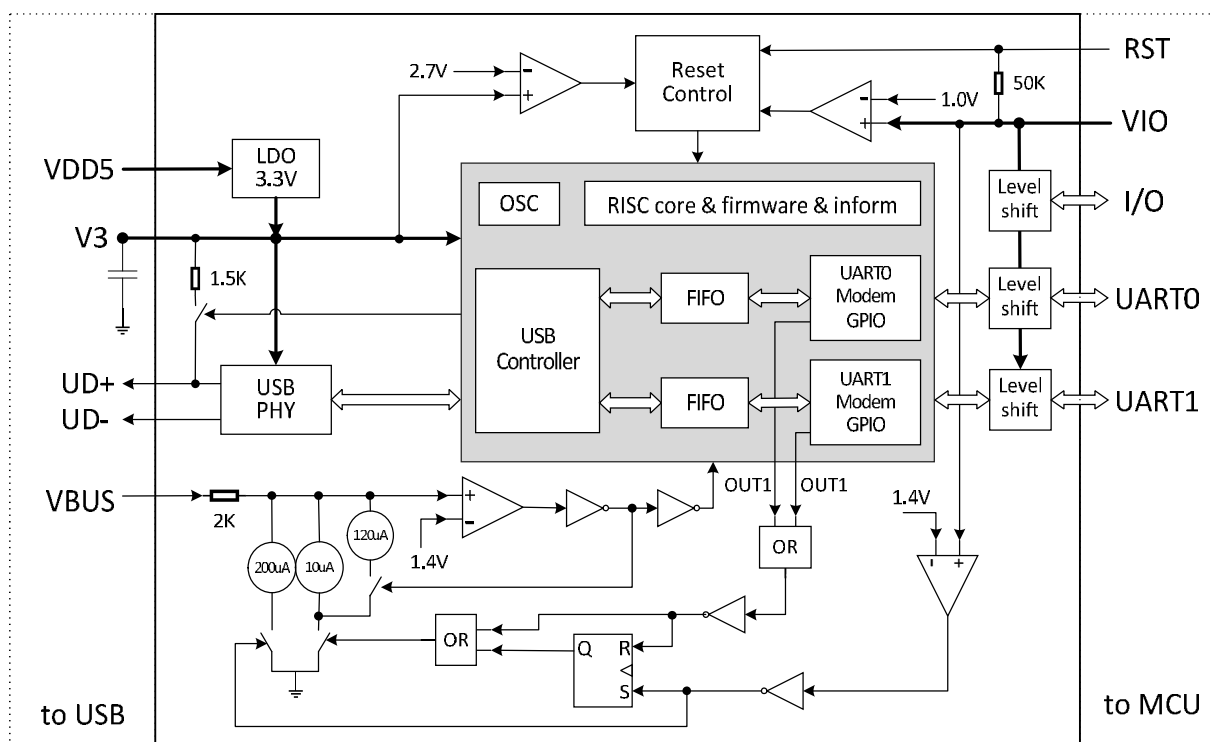 RST
2.7V
Reset
Control
50K
1.0V
VIO
VDD5
LDO
3.3V
OSC
RISC core & firmware & inform
Level
shift
I/O
V3
1.5K
USB
Controller
FIFO
UART0
Modem
GPIO
Level
shift
UART0
UD+
UD-
USB
PHY
FIFO
UART1
Modem
GPIO
Level
shift
UART1
VBUS
2K
OUT1
OUT1
1.4V
200uA
10uA
120uA
1.4V
OR
OR
Q
R
S
to USB
to MCU
+
-
+
-
+
-
+
-